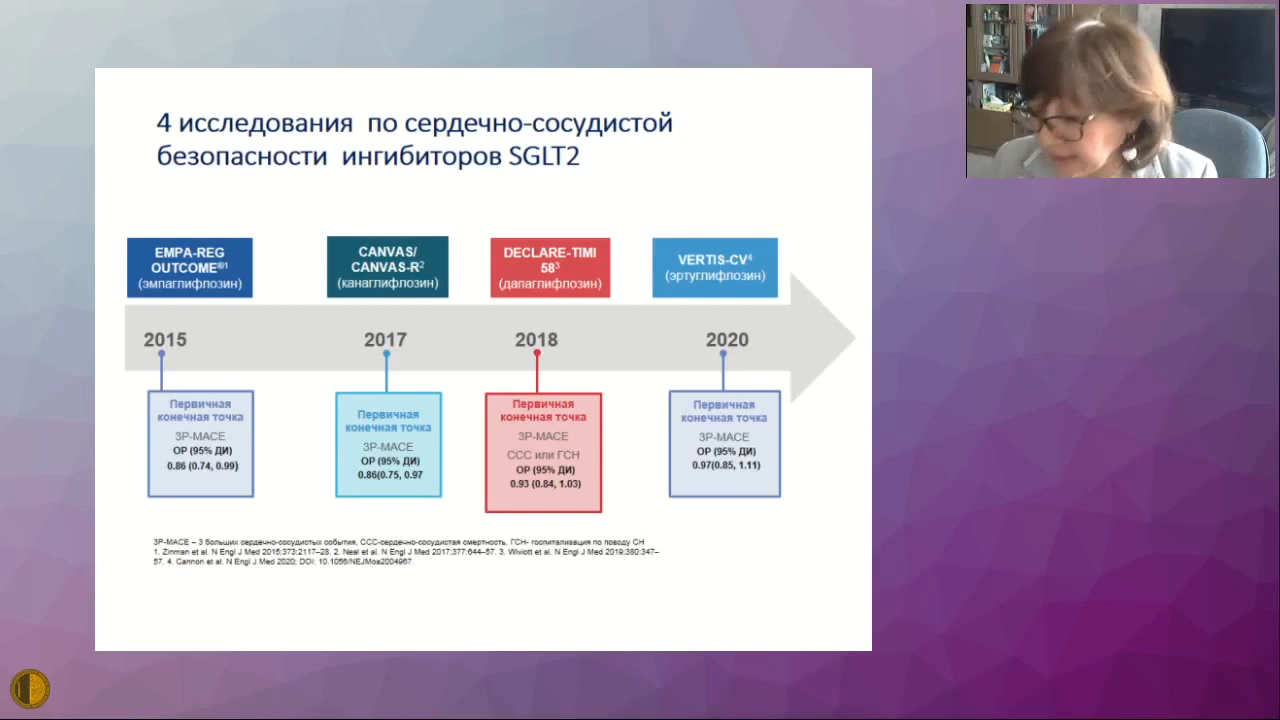 4 исследования по сердечно-сосудистой
безопасности ингибиторов SGLT2
EMPA-REG
OUTCOME®¹
(эмпаглифлозин)
CANVAS/
CANVAS-R²
(канаглифлозин)
DECLARE-TIMI
58³
(дапаглифлозин)
VERTIS-CV⁴
(эртуглифлозин)
2015
2017
2018
2020
Первичная
конечная точка
3P-MACE
ОР (95% ДИ)
0.86 (0.74, 0.99)
Первичная
конечная точка
3P-MACE
ОР (95% ДИ)
0.86(0.75, 0.97
Первичная
конечная точка
3P-MACE
ССС или ГСН
ОР (95% ДИ)
0.93 (0.84, 1.03)
Первичная
конечная точка
3P-MACE
ОР (95% ДИ)
0.97(0.85, 1.11)
3P-MACE – 3 больших сердечно-сосудистых события, ССС-сердечно-сосудистая смертность, ГСН- госпитализация по поводу СН
1. Zinman et al. N Engl J Med 2015;373:2117–28. 2. Neal et al. N Engl J Med 2017;377:644–57. 3. Wiviott et al. N Engl J Med 2019;380:347–
57. 4. Cannon et al. N Engl J Med 2020; DOI: 10.1056/NEJMoa2004967.